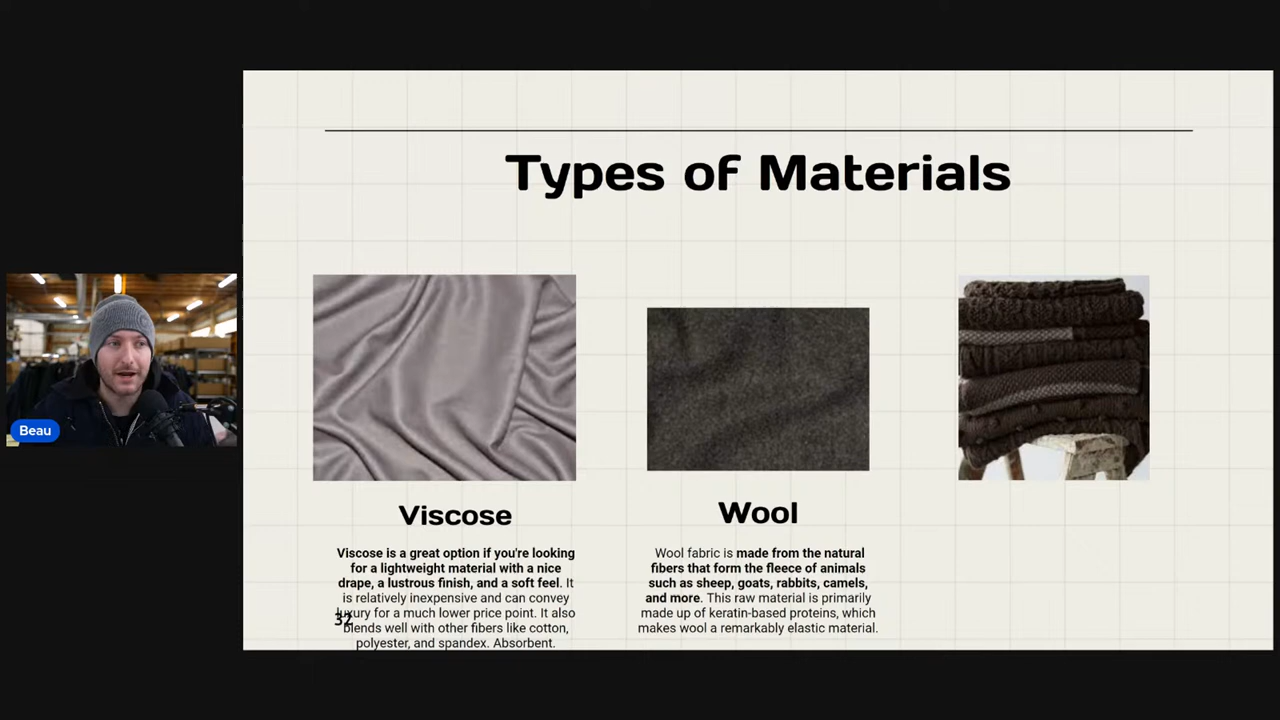 Types of Materials
Beau
Viscose
Viscose is a great option if you're looking
for a lightweight material with a nice
drape, a lustrous finish, and a soft feel. It
is relatively inexpensive and can convey
luxury for a much lower price point. It also
blends well with other fibers like cotton,
polyester, and spandex. Absorbent.
32
Wool
Wool fabric is made from the natural
fibers that form the fleece of animals
such as sheep, goats, rabbits, camels,
and more. This raw material is primarily
made up of keratin-based proteins, which
makes wool a remarkably elastic material.